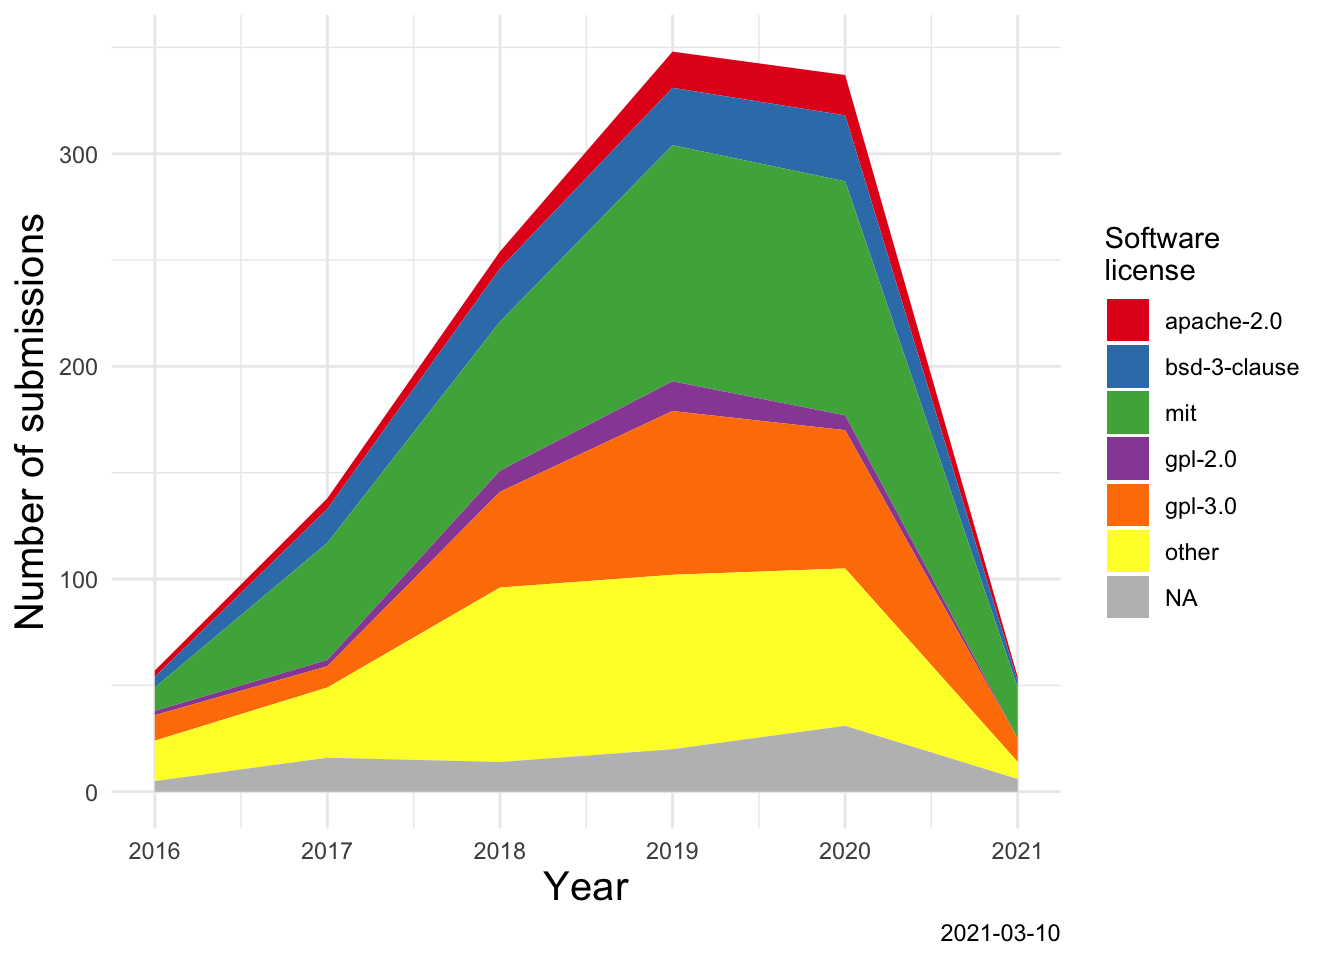 Number of submissions
300
200
100
0
2016 2017 2018 2019 2020 2021
Year
2021-03-10
Software
license
apache-2.0
bsd-3-clause
mit
gpl-2.0
gpl-3.0
other
NA